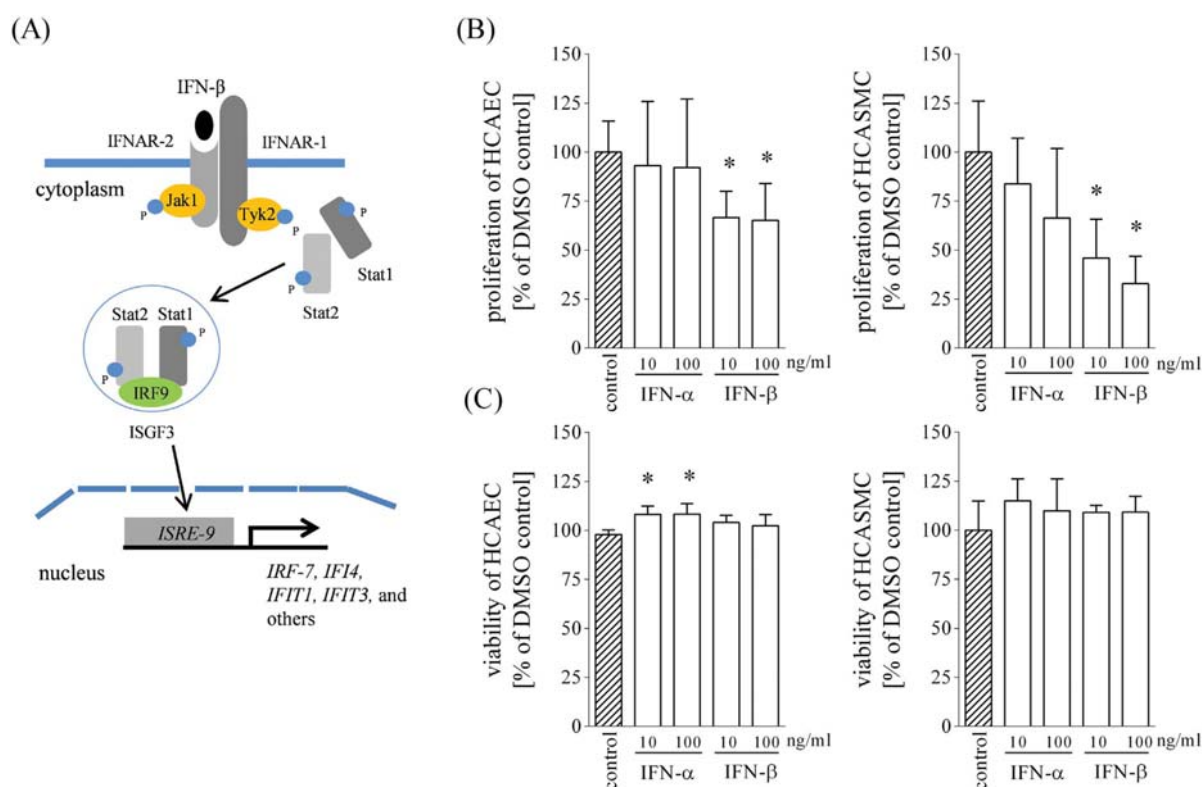 (A)
IFN-β
IFNAR-2
IFNAR-1
cytoplasm
Jak1
P
Tyk2
P
P
Stat1
P
Stat2
Stat2 Stat1
P
P
IRF9
ISGF3
ISRE-9
nucleus
IRF-7, IFI4,
IFIT1, IFIT3, and
others
(B)
proliferation of HCAEC
[% of DMSO control]
150
125
100
75
50
25
0
* *
control
10 100 10 100 ng/ml
IFN-α IFN-β
proliferation of HCASMC
[% of DMSO control]
150
125
100
75
50
25
0
* *
control
10 100 10 100 ng/ml
IFN-α IFN-β
(C)
viability of HCAEC
[% of DMSO control]
150
125
100
75
50
25
0
* *
control
10 100 10 100 ng/ml
IFN-α IFN-β
viability of HCASMC
[% of DMSO control]
150
125
100
75
50
25
0
control
10 100 10 100 ng/ml
IFN-α IFN-β